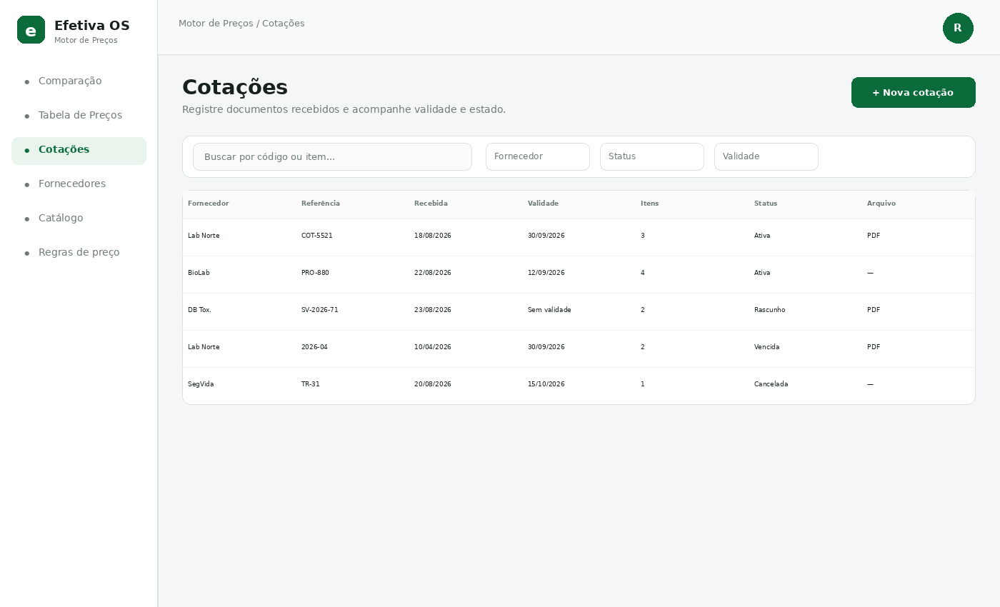 e
Efetiva OS
Motor de Preços
Motor de Preços / Cotações
R
Comparação
Tabela de Preços
Cotações
Fornecedores
Catálogo
Regras de preço
Cotações
Registre documentos recebidos e acompanhe validade e estado.
+ Nova cotação
Buscar por código ou item... Fornecedor Status Validade
Fornecedor Referência Recebida Validade Itens Status Arquivo
Lab Norte COT-5521 18/08/2026 30/09/2026 3 Ativa PDF
BioLab PRO-880 22/08/2026 12/09/2026 4 Ativa —
DB Tox. SV-2026-71 23/08/2026 Sem validade 2 Rascunho PDF
Lab Norte 2026-04 10/04/2026 30/09/2026 2 Vencida PDF
SegVida TR-31 20/08/2026 15/10/2026 1 Cancelada —